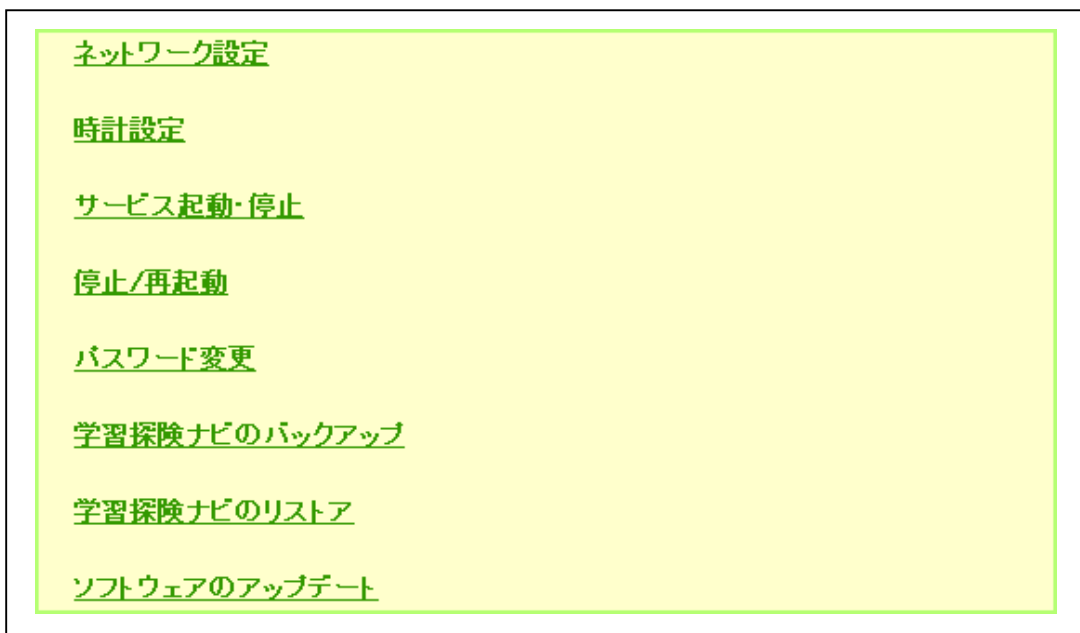 ネットワーク設定
時計設定
サービス起動・停止
停止/再起動
パスワード変更
学習探険ナビのバックアップ
学習探険ナビのリストア
ソフトウェアのアップデート